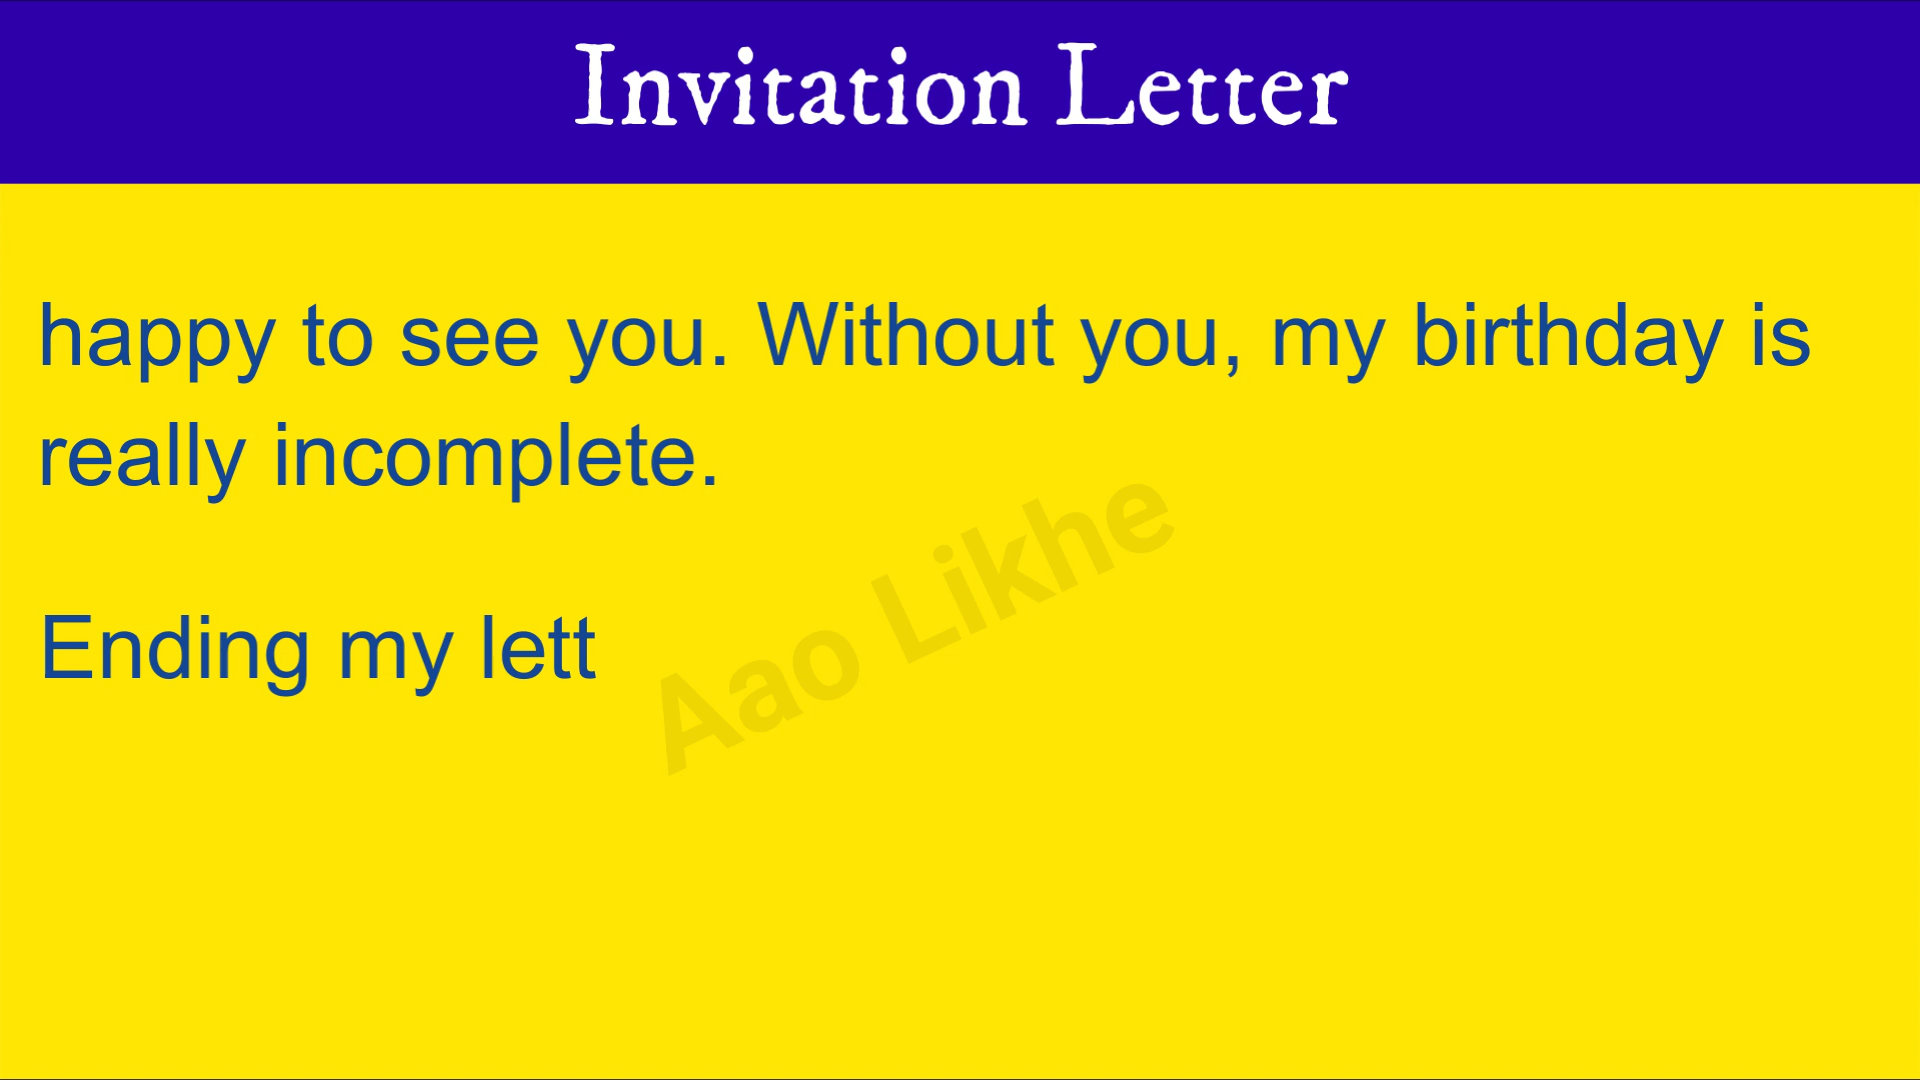 Invitation Letter
happy to see you. Without you, my birthday is
really incomplete.
Aao Likhe
Ending my lett